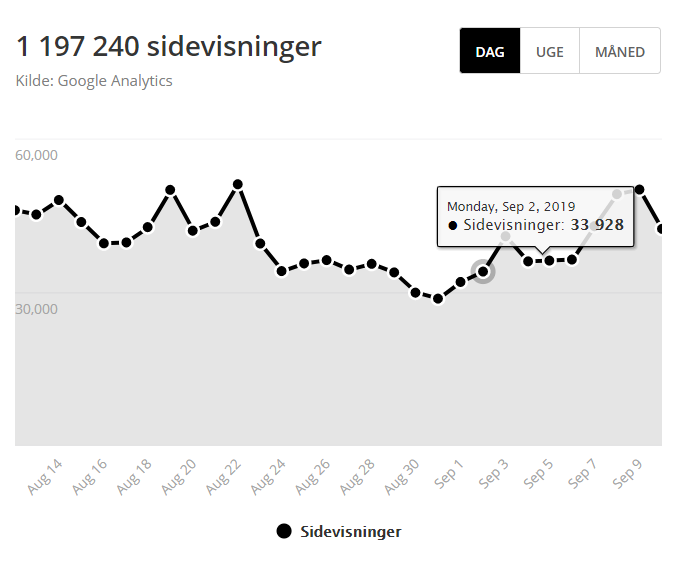 1 197 240 sidevisninger
DAG
UGE
MÅNED
Kilde: Google Analytics
60,000
Monday, Sep 2, 2019
● Sidevisninger: 33 928
30,000
Aug 14
Aug 16
Aug 18
Aug 20
Aug 22
Aug 24
Aug 26
Aug 28
Aug 30
Sep 1
Sep 3
Sep 5
Sep 7
Sep 9
Sidevisninger